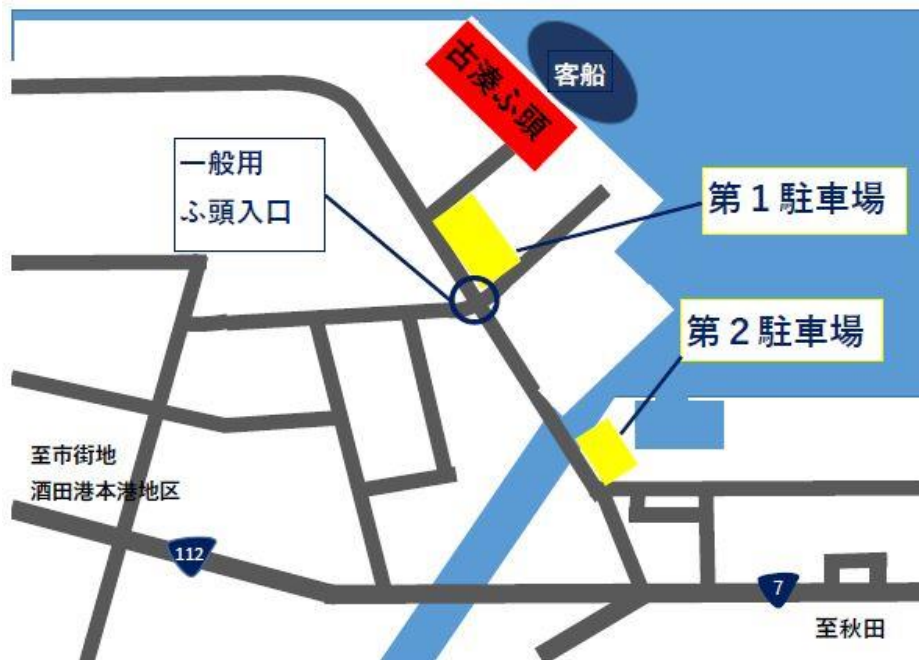 古湊ふ頭
客船
一般用
ふ頭入口
第１駐車場
第２駐車場
至市街地
酒田港本港地区
112
7
至秋田